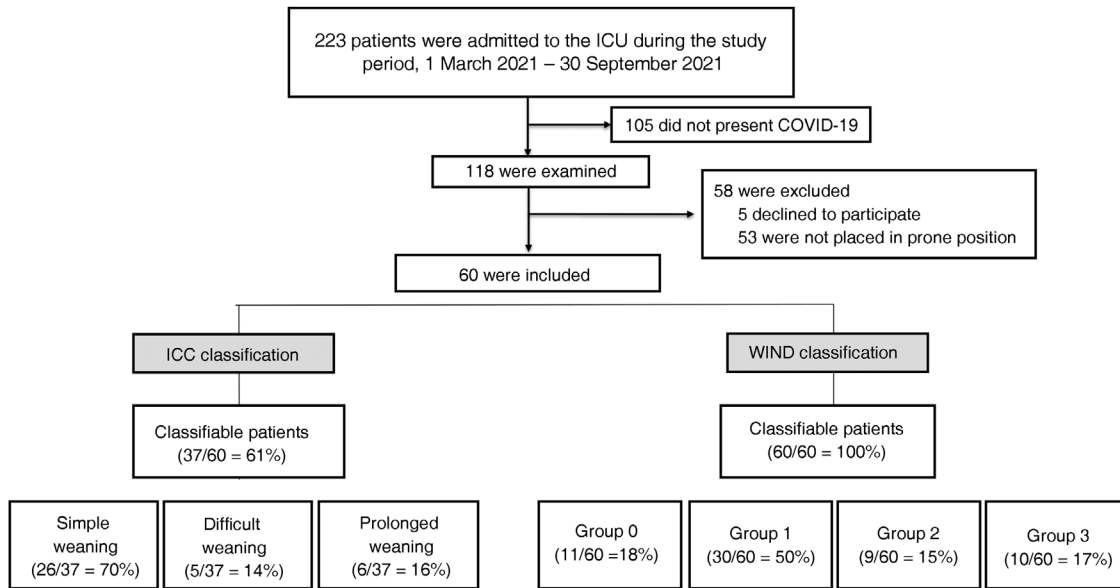 223 patients were admitted to the ICU during the study
period, 1 March 2021 – 30 September 2021
105 did not present COVID-19
118 were examined
58 were excluded
5 declined to participate
53 were not placed in prone position
60 were included
ICC classification
WIND classification
Classifiable patients
(37/60 = 61%)
Classifiable patients
(60/60 = 100%)
Simple
weaning
(26/37 = 70%)
Difficult
weaning
(5/37 = 14%)
Prolonged
weaning
(6/37 = 16%)
Group 0
(11/60 =18%)
Group 1
(30/60 = 50%)
Group 2
(9/60 = 15%)
Group 3
(10/60 = 17%)